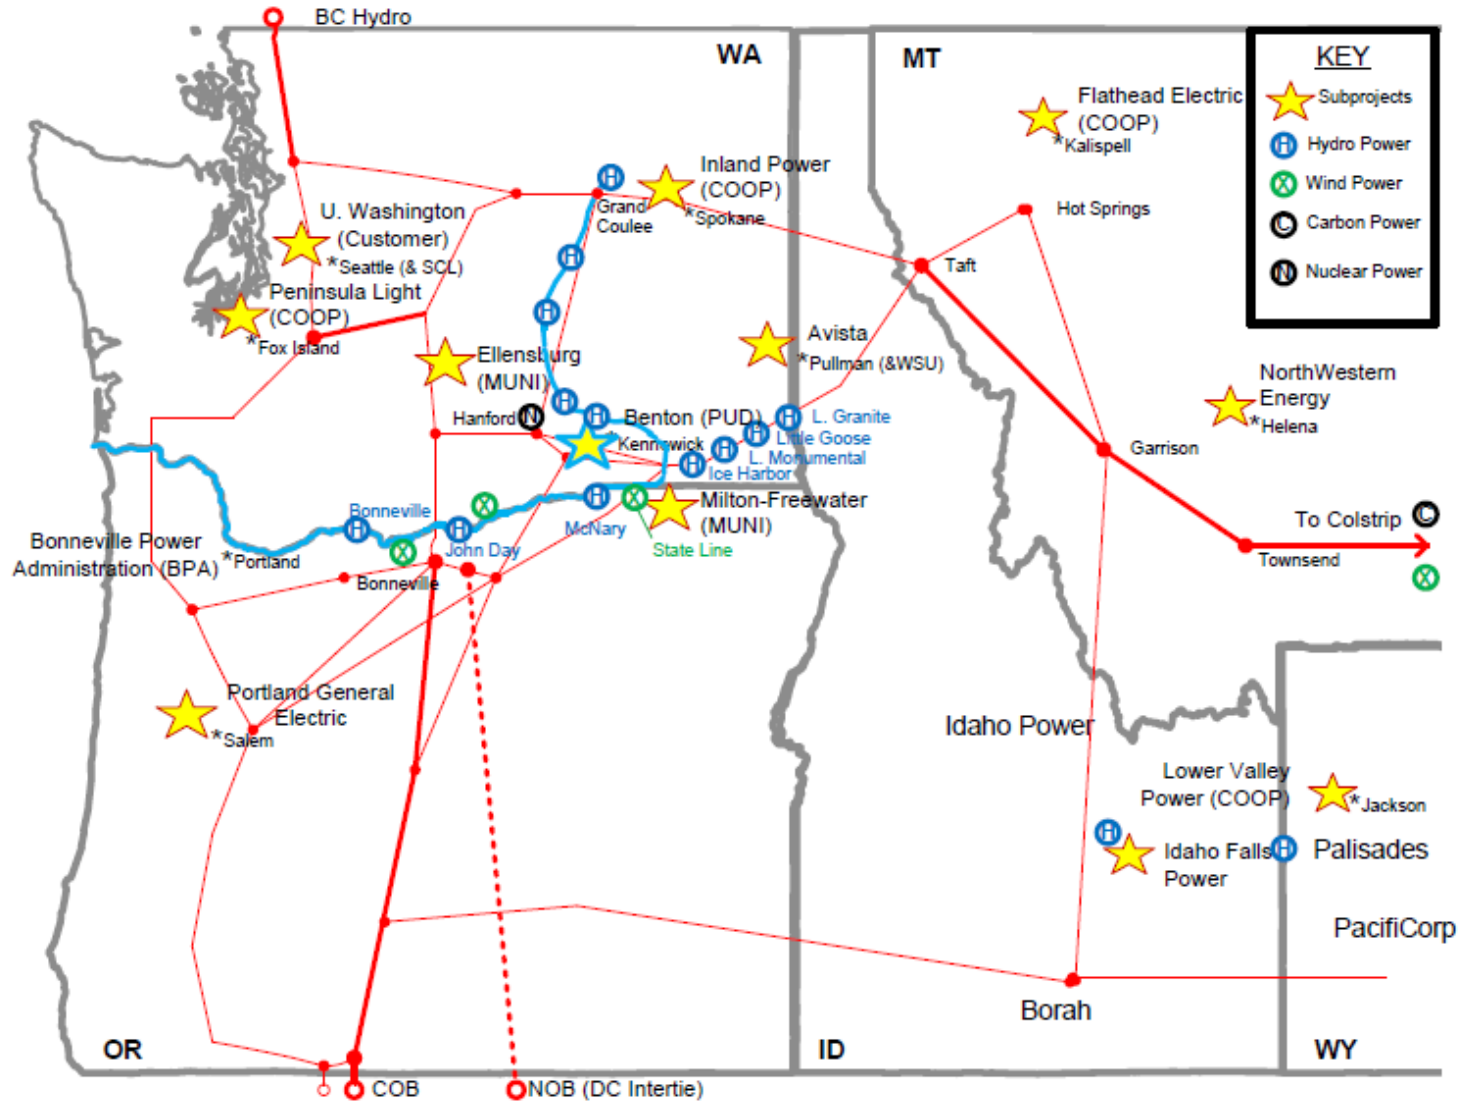 BC Hydro
WA
MT
KEY
Subprojects
Hydro Power
Wind Power
Carbon Power
Nuclear Power
H
X
C
N
Flathead Electric
(COOP)
*Kalispell
Inland Power
(COOP)
*Spokane
H
Grand
Coulee
Hot Springs
Taft
U. Washington
(Customer)
*Seattle (& SCL)
H
Peninsula Light
(COOP)
*Fox Island
H
Avista
*Pullman (&WSU)
Ellensburg
(MUNI)
NorthWestern
Energy
*Helena
Hanford
N
H
H
Benton (PUD)
*Kennewick
H
L. Granite
H
Little Goose
H
L. Monumental
H
Ice Harbor
Garrison
Bonneville
H
H
X
John Day
H
McNary
X
State Line
Milton-Freewater
(MUNI)
To Colstrip
C
X
Townsend
Bonneville Power
Administration (BPA)
*Portland
X
Bonneville
Portland General
Electric
*Salem
Idaho Power
Lower Valley
Power (COOP)
*Jackson
H
Idaho Falls
Power
H
Palisades
PacifiCorp
Borah
OR
ID
WY
COB
NOB (DC Intertie)